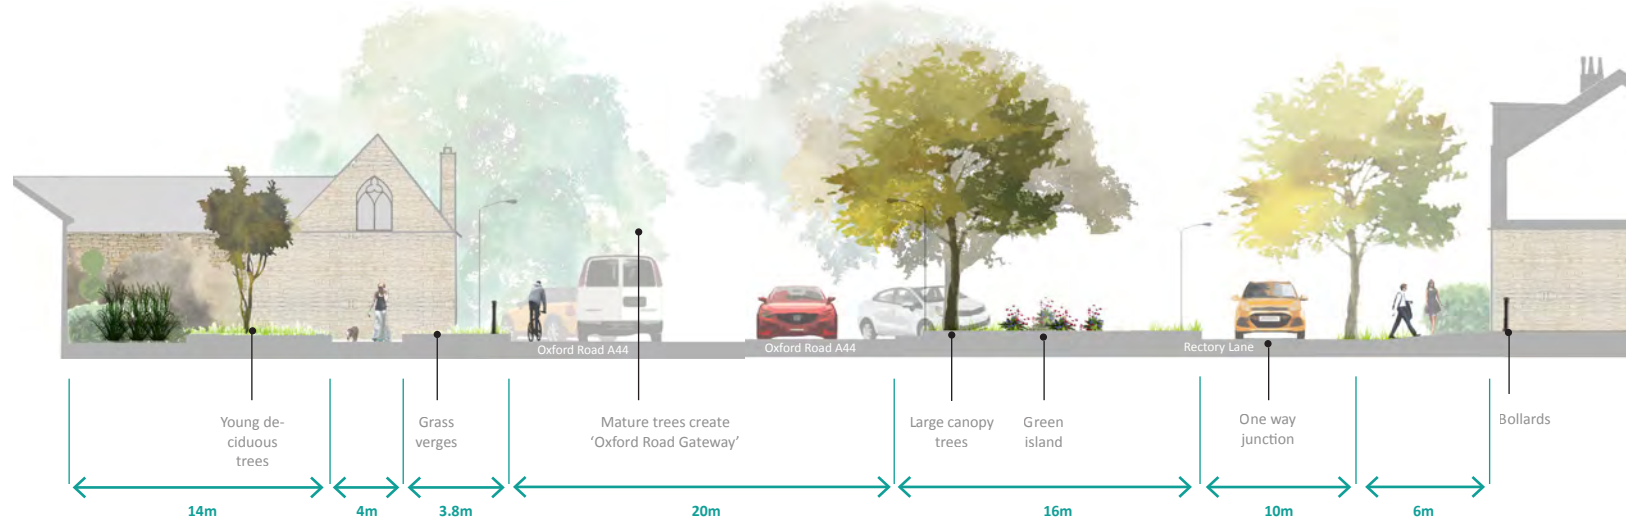 Oxford Road A44
Oxford Road A44
Rectory Lane
Young de-
ciduous
trees
Grass
verges
Mature trees create
‘Oxford Road Gateway’
Large canopy
trees
Green
island
One way
junction
Bollards
14m
4m
3.8m
20m
16m
10m
6m